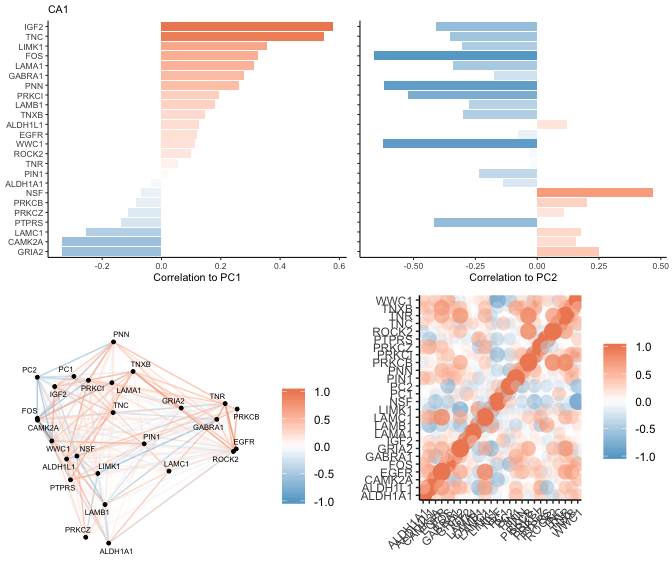 CA1
IGF2
TNC
LIMK1
FOS
LAMA1
GABRA1
PNN
PRKCI
LAMB1
TNXB
ALDH1L1
EGFR
WWC1
ROCK2
TNR
PIN1
ALDH1A1
NSF
PRKCB
PRKCZ
PTPRS
LAMC1
CAMK2A
GRIA2
-0.2 0.0 0.2 0.4 0.6
Correlation to PC1
-0.50 -0.25 0.00 0.25 0.50
Correlation to PC2
PNN
TNXB
PC2
PC1
PRKCI
LAMA1
IGF2
GRIA2
TNR
PRKCB
TNC
FOS
CAMK2A
GABRA1
PIN1
EGFR
WWC1
NSF
ROCK2
ALDH1L1
LIMK1
LAMC1
PTPRS
LAMB1
PRKCZ
ALDH1A1
1.0
0.5
0.0
-0.5
-1.0
WWC1
TNXB
TNR
TNC
ROCK2
PTPRS
PRKCZ
PRKCI
PRKCB
PNN
PIN1
PC2
PC1
NSF
LIMK1
LAMC1
LAMB1
LAMA1
IGF2
GRIA2
GABRA1
FOS
EGFR
CAMK2A
ALDH1L1
ALDH1A1
ALDH1A1
WWC1
1.0
0.5
0.0
-0.5
-1.0